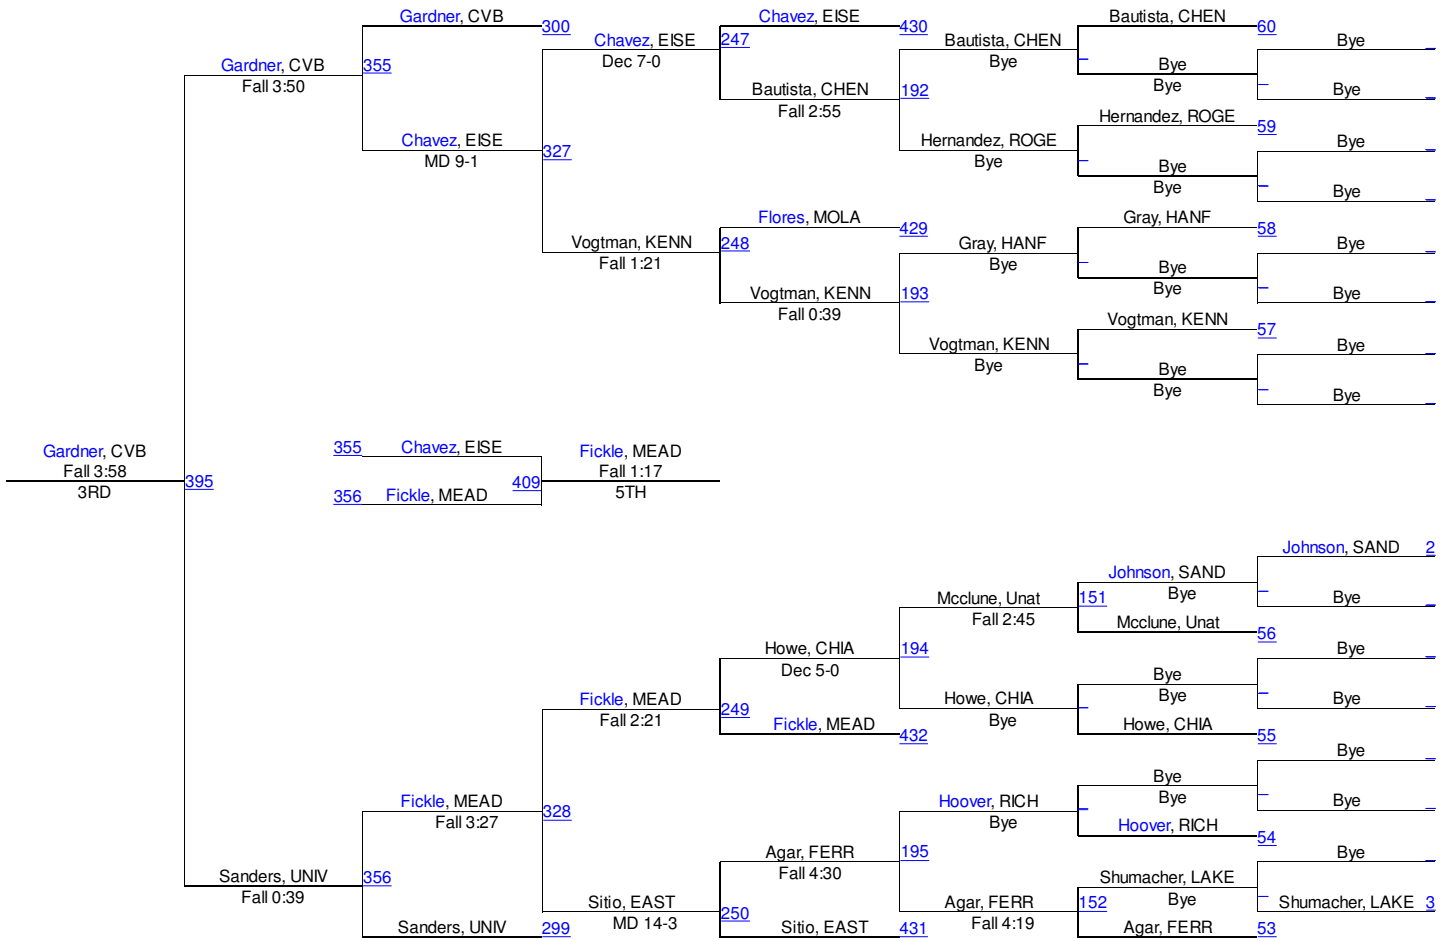 Gardner, CVB
300
Chavez, EISE
430
Bautista, CHEN
60
Chavez, EISE
247
Bautista, CHEN
Bye
Dec 7-0
Bye
Gardner, CVB
355
Bye
Fall 3:50
Bye
Bautista, CHEN
192
Bye
Fall 2:55
Hernandez, ROGE
59
Chavez, EISE
Hernandez, ROGE
Bye
MD 9-1
327
Bye
Bye
Bye
Bye
Flores, MOLA
429
Gray, HANF
58
Vogtman, KENN
248
Gray, HANF
Bye
Fall 1:21
Bye
Bye
Vogtman, KENN
193
Bye
Bye
Fall 0:39
Vogtman, KENN
57
Vogtman, KENN
Bye
Bye
Bye
Bye
Bye
Gardner, CVB
355
Chavez, EISE
Fickle, MEAD
Fall 3:58
Fall 1:17
395
409
3RD
356
Fickle, MEAD
5TH
Johnson, SAND
2
Johnson, SAND
Mcclune, Unat
151
Bye
Bye
Fall 2:45
Mcclune, Unat
56
Howe, CHIA
194
Bye
Dec 5-0
Bye
Fickle, MEAD
Howe, CHIA
Bye
Bye
Fall 2:21
249
Bye
Fickle, MEAD
432
Howe, CHIA
55
Bye
Bye
Fickle, MEAD
328
Hoover, RICH
Bye
Bye
Fall 3:27
Bye
Hoover, RICH
54
Agar, FERR
195
Bye
Fall 4:30
Sanders, UNIV
356
Shumacher, LAKE
Fall 0:39
Sitio, EAST
Agar, FERR
152
Bye
Shumacher, LAKE
3
MD 14-3
250
Fall 4:19
Sanders, UNIV
299
Sitio, EAST
431
Agar, FERR
53